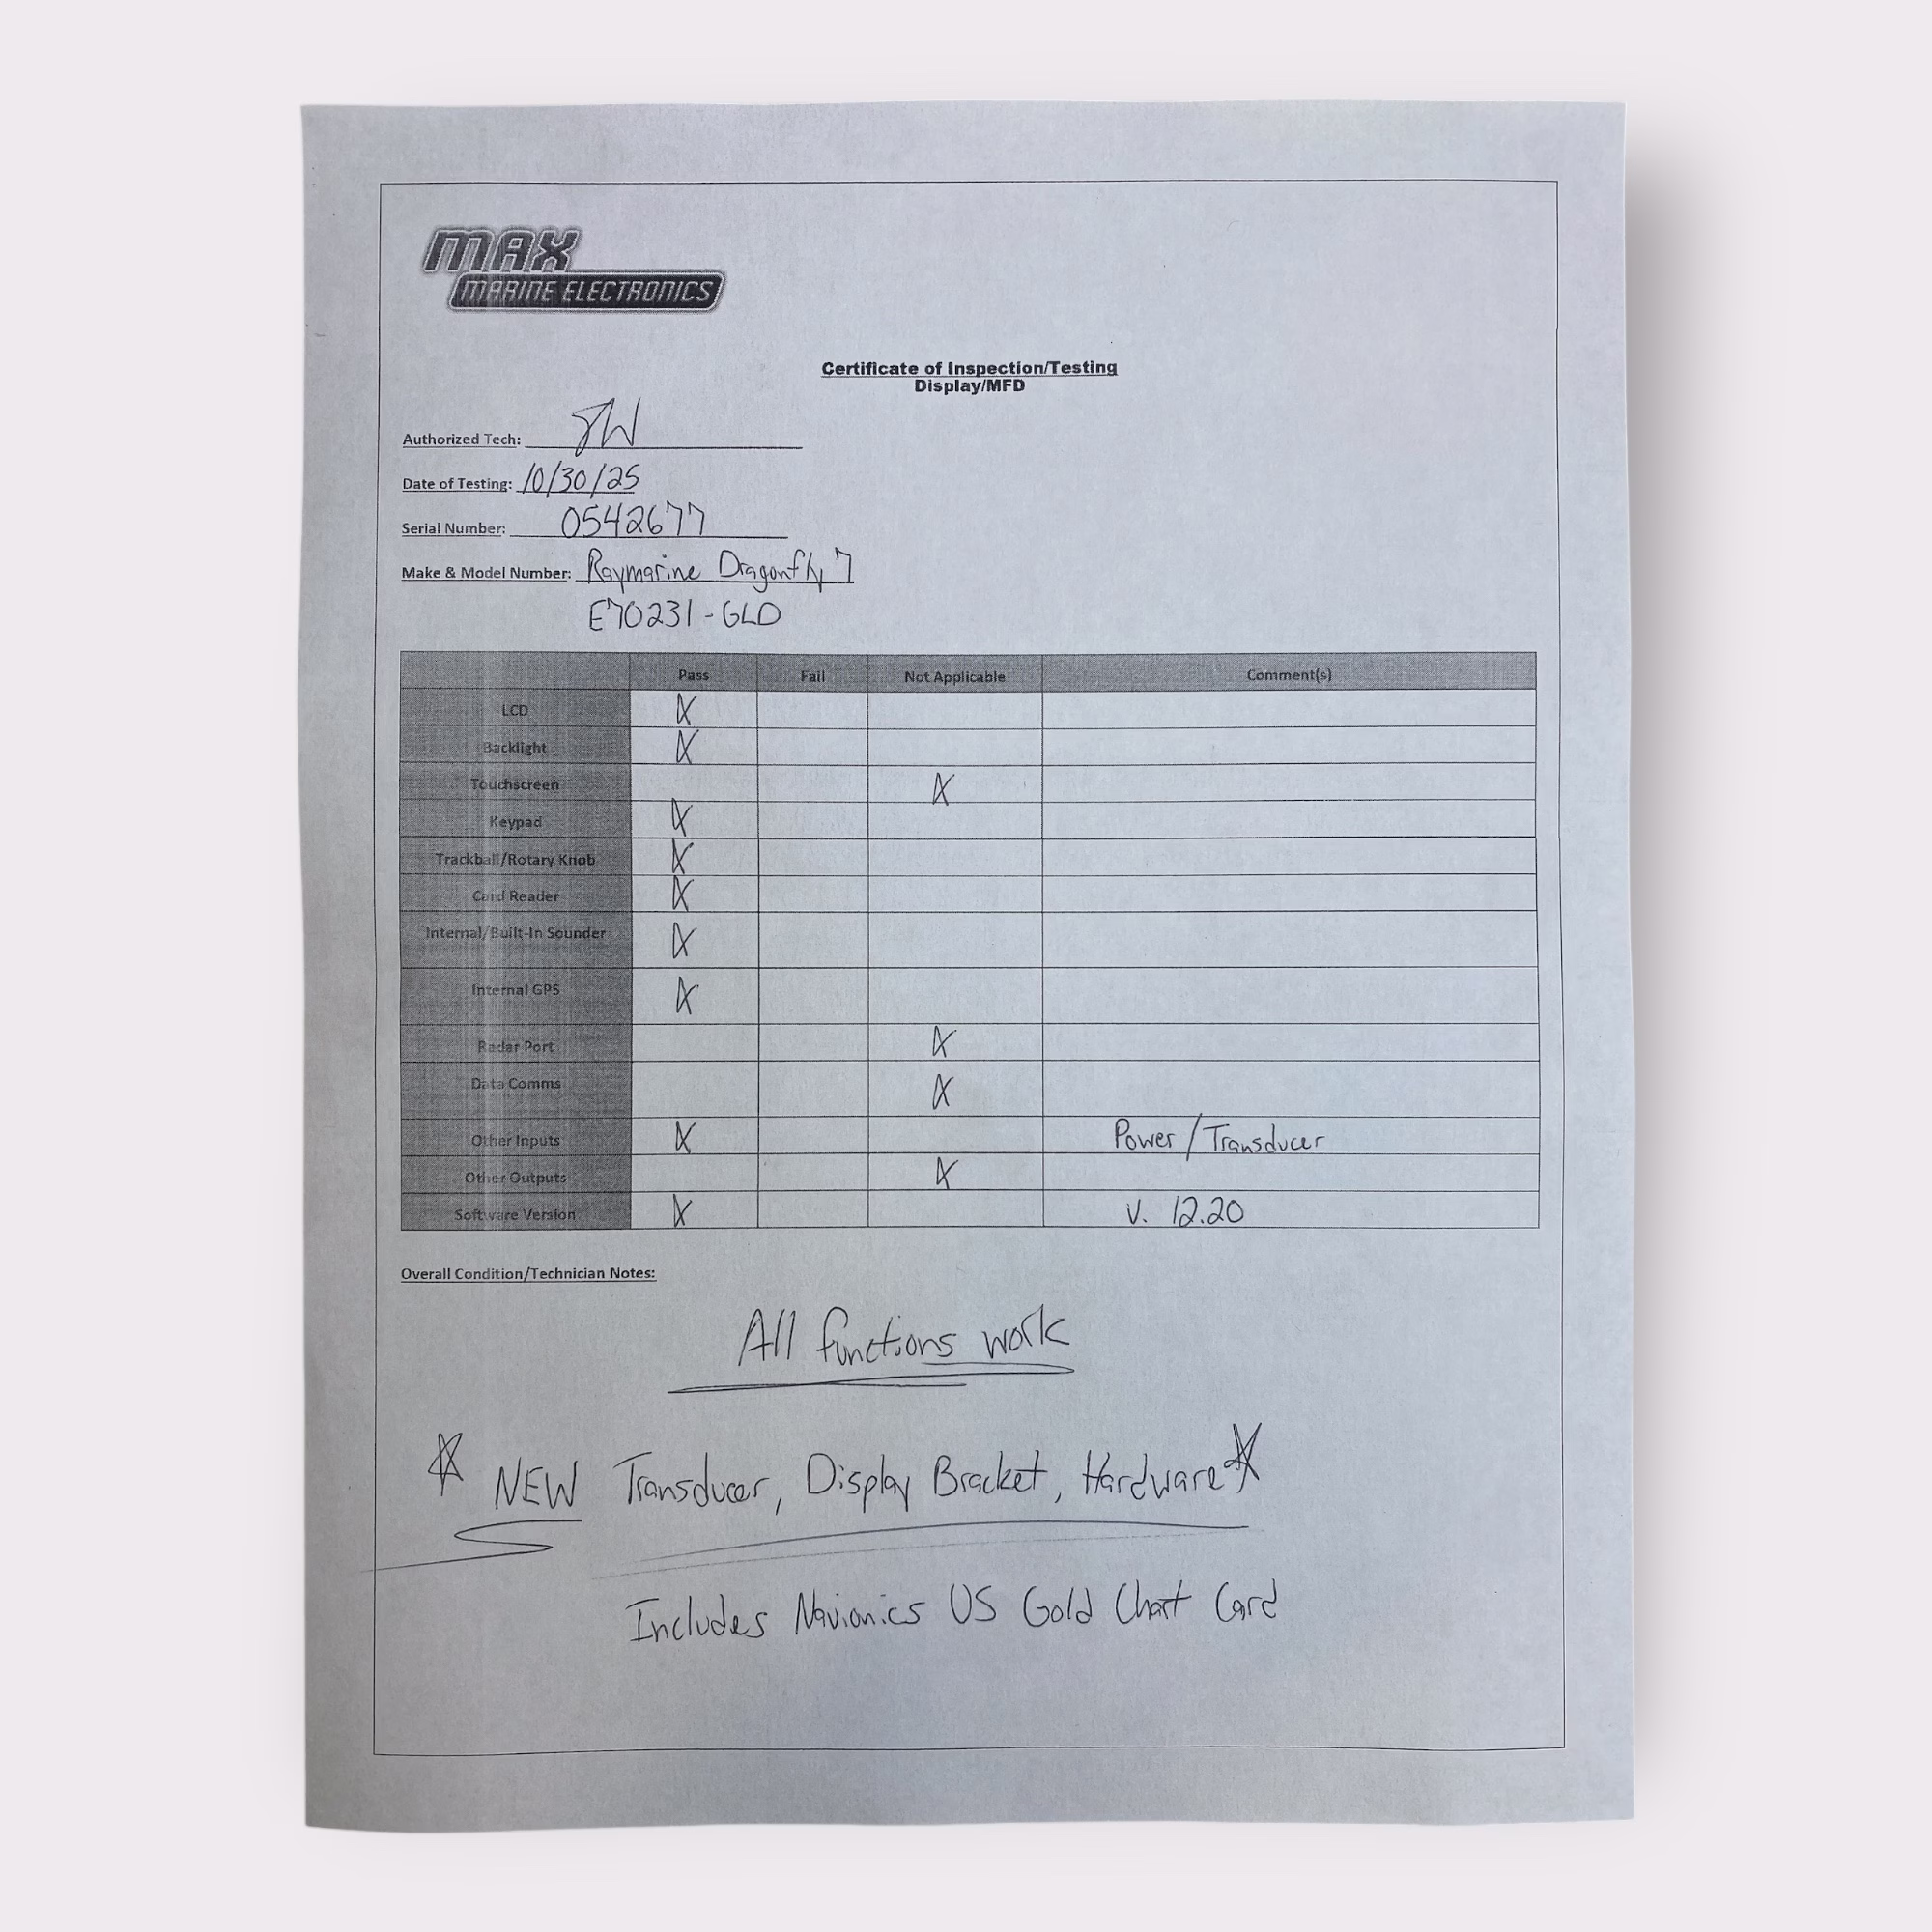 MAX
MARINE ELECTRONICS
Certificate of Inspection/Testing
Display/MFD
Authorized Tech: JW
Date of Testing: 10/30/25
Serial Number: 0542677
Make & Model Number: Raymarine Dragonfly 7
E70231-GLD
Pass Fail Not Applicable Comment(s)
LCD X
Backlight X
Touchscreen X
Keypad X
Trackball/Rotary Knob X
Card Reader X
Internal/Built-In Sounder X
Internal GPS X
Radar Port X
Data Comms X
Other Inputs X Power/Transducer
Other Outputs X
Software Version X V. 12.20
Overall Condition/Technician Notes:
All functions work
* NEW Transducer, Display Bracket, Hardware *
Includes Navionics US Gold Chart Card